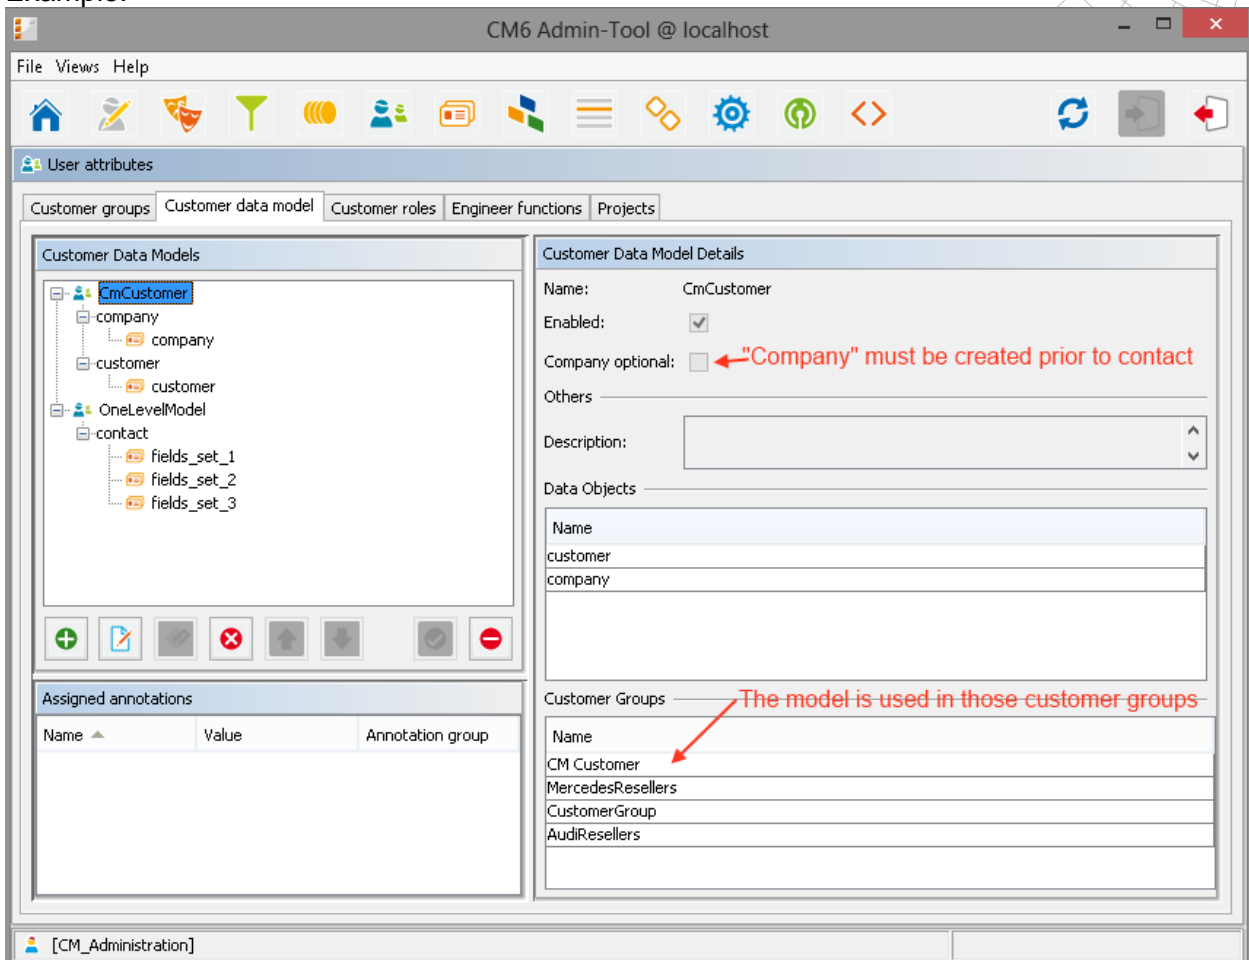 Example:
CM6 Admin-Tool @ localhost
File Views Help
User attributes
Customer groups Customer data model Customer roles Engineer functions Projects
Customer Data Models
CmCustomer
company
company
customer
customer
OneLevelModel
contact
fields_set_1
fields_set_2
fields_set_3
Assigned annotations
Name Value Annotation group
Customer Data Model Details
Name: CmCustomer
Enabled:
Company optional: "Company" must be created prior to contact
Others
Description:
Data Objects
Name
customer
company
Customer Groups The model is used in those customer groups
Name
CM Customer
MercedesResellers
CustomerGroup
AudiResellers
[CM_Administration]